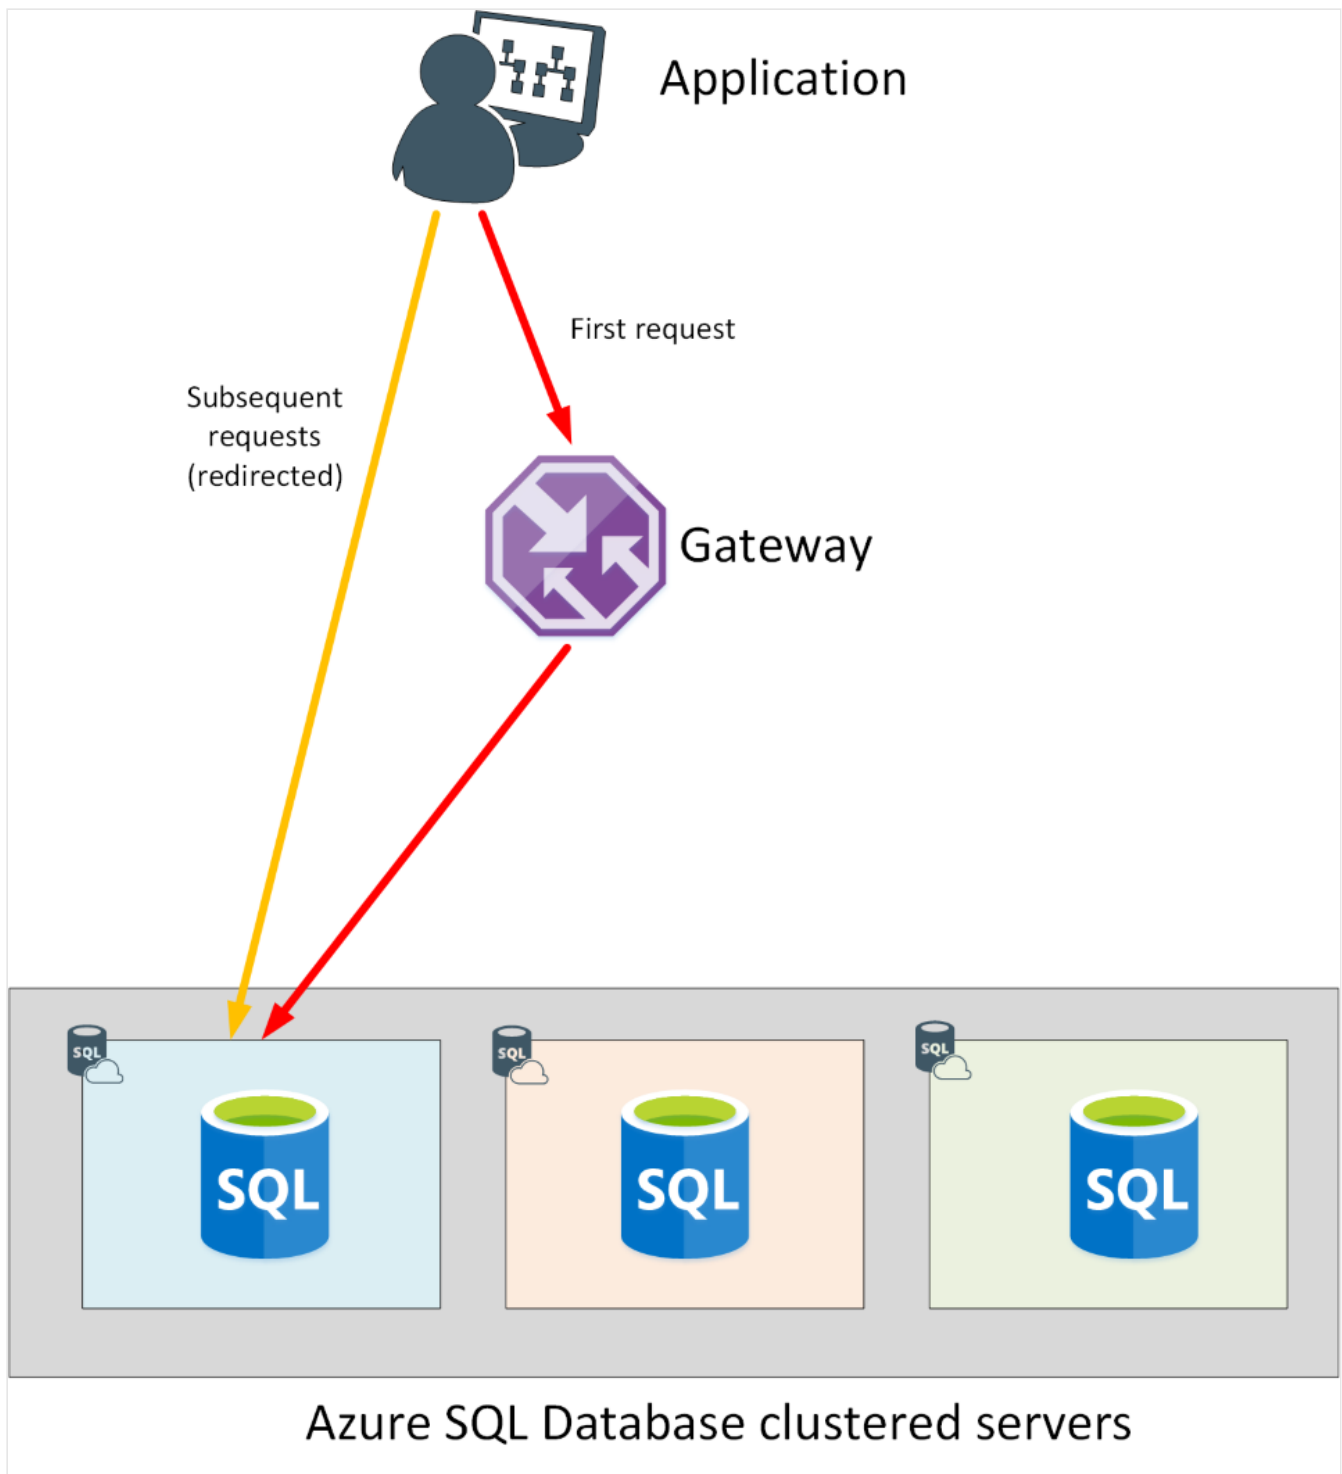 Application
First request
Subsequent
requests
(redirected)
Gateway
SQL
SQL
SQL
SQL
SQL
SQL
Azure SQL Database clustered servers